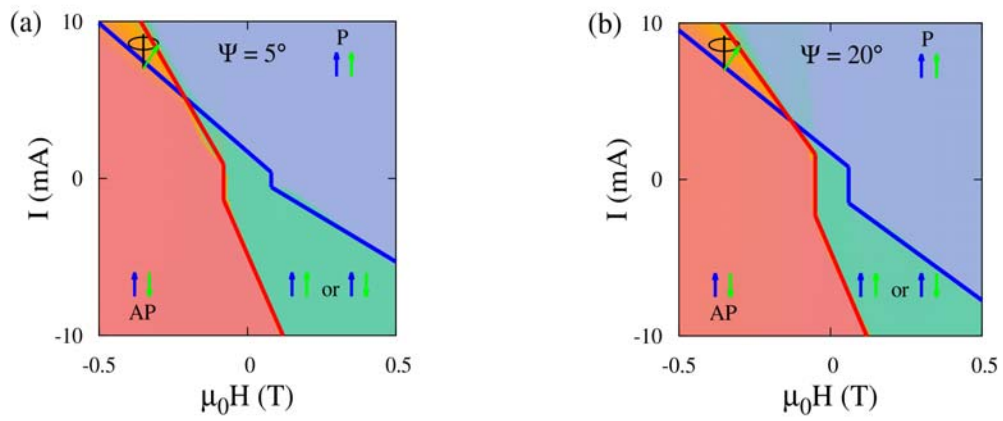 (a)
10
Ψ = 5°
P
I (mA)
0
AP
or
-10
-0.5
0
0.5
μ₀H (T)
(b)
10
Ψ = 20°
P
I (mA)
0
AP
or
-10
-0.5
0
0.5
μ₀H (T)